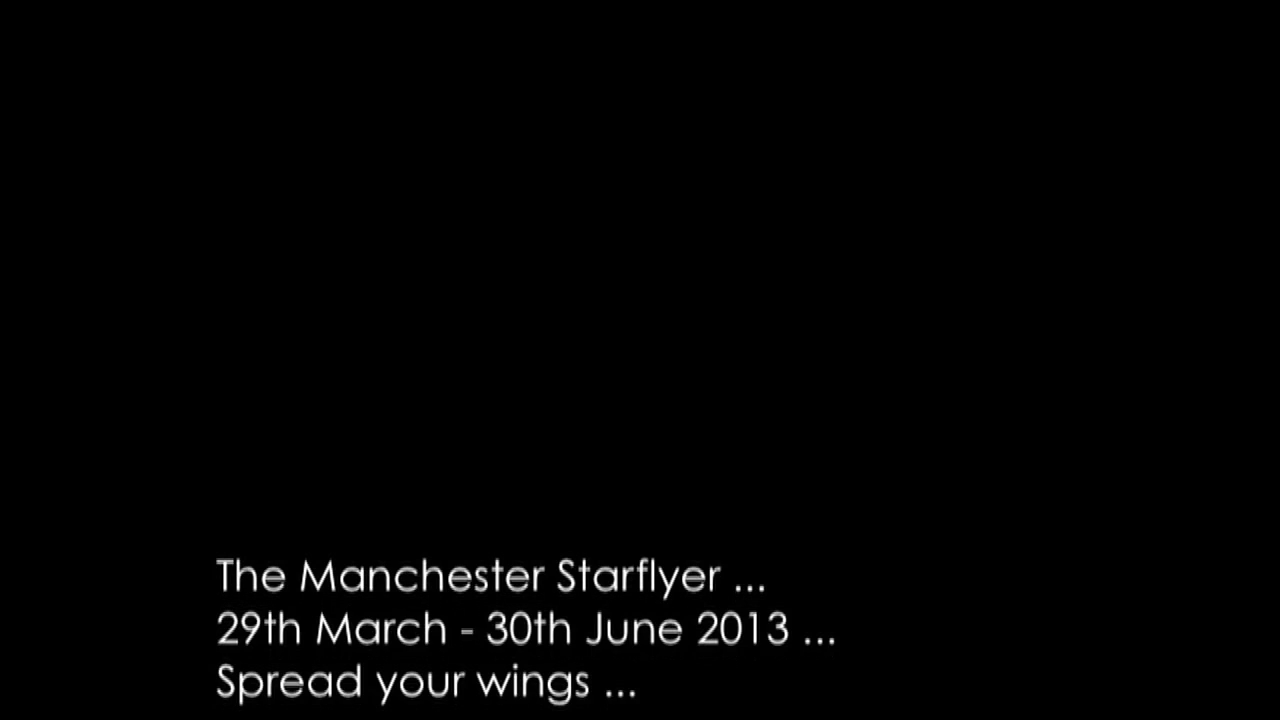 The Manchester Starflyer ...
29th March - 30th June 2013 ...
Spread your wings ...